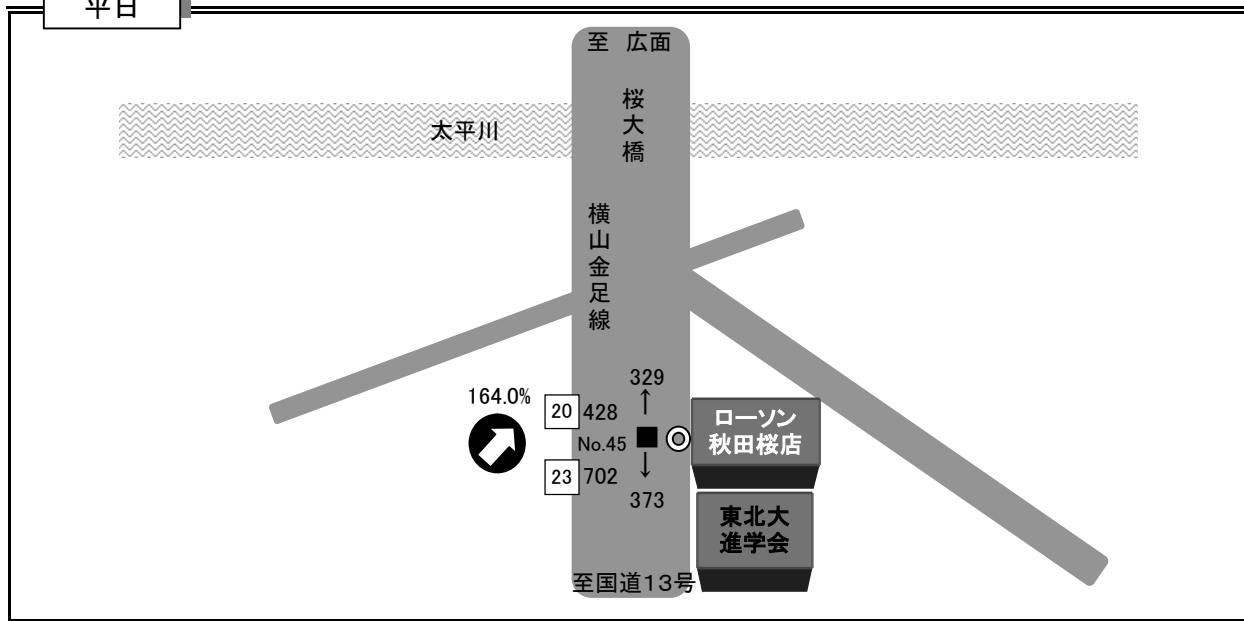 平日
至 広面
桜大橋
太平川
横山金足線
329
↑
164.0%
20 428
No.45
23 702
↓
373
ローソン
秋田桜店
東北大
進学会
至国道13号